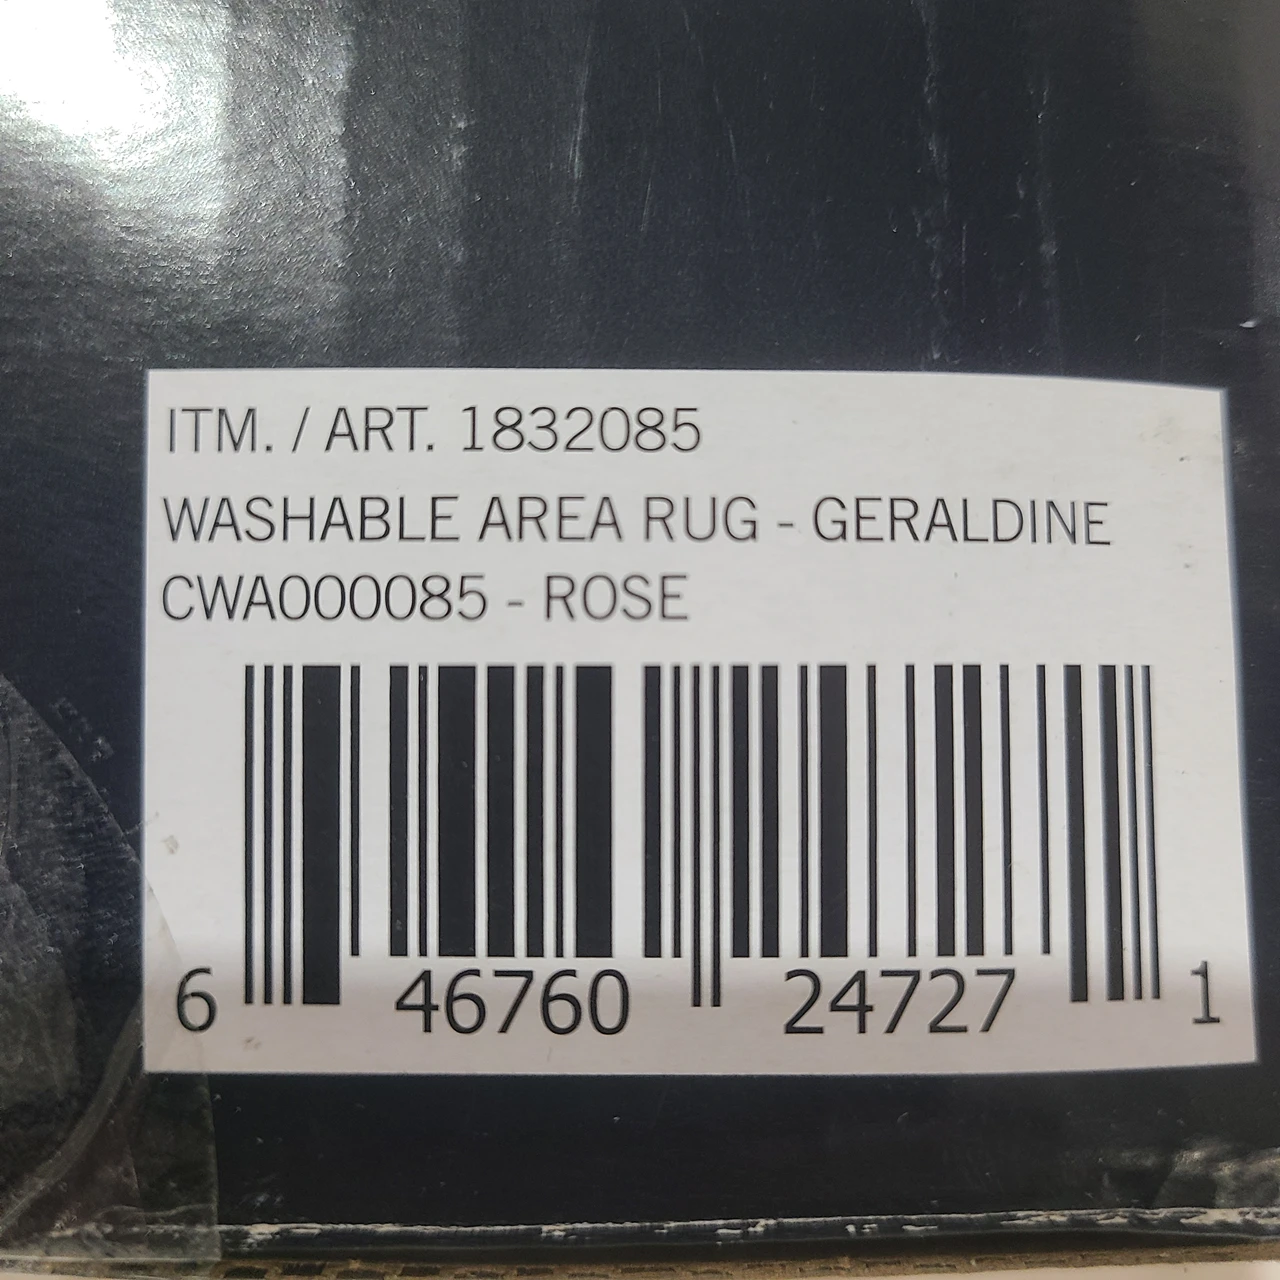 ITM. / ART. 1832085
WASHABLE AREA RUG - GERALDINE
CWA000085 - ROSE
6 46760 24727 1